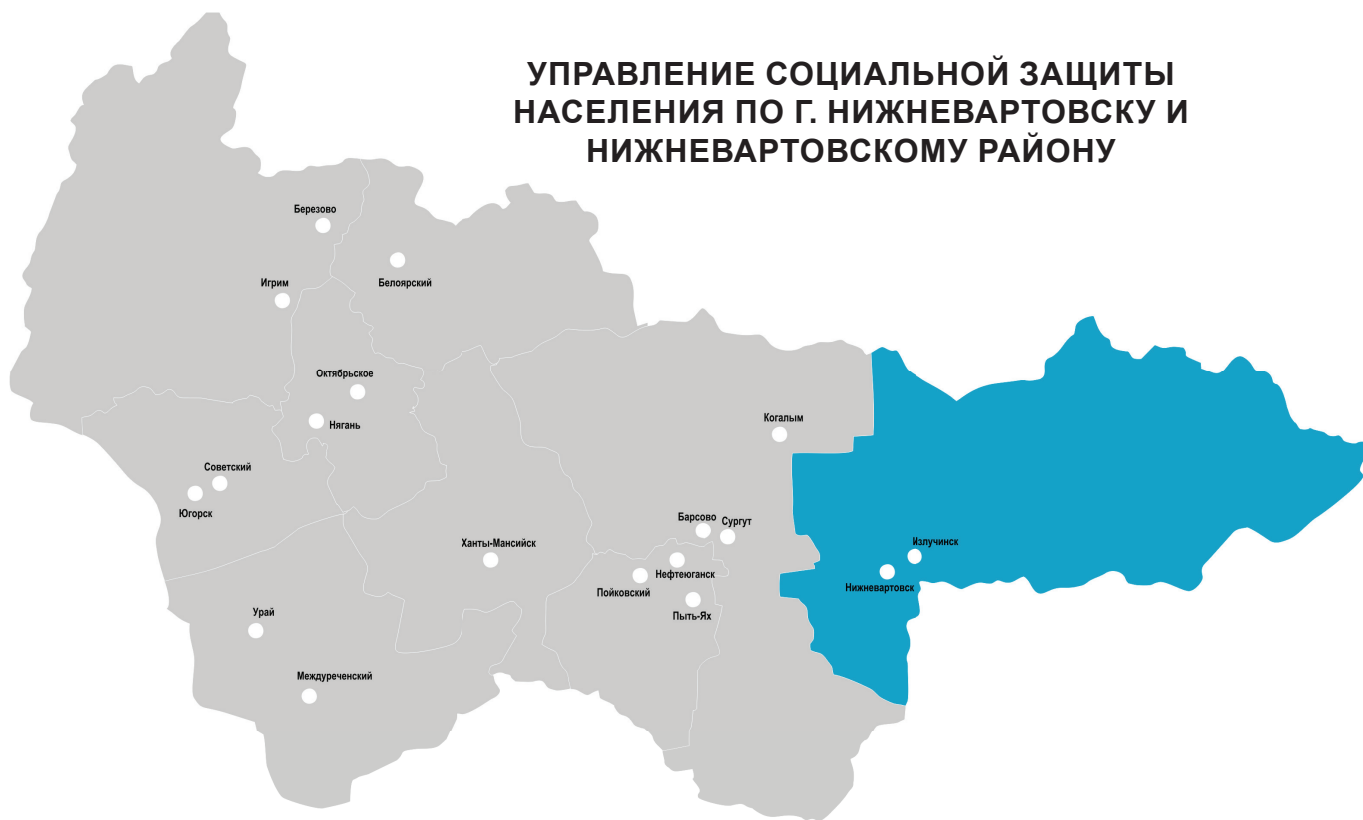 УПРАВЛЕНИЕ СОЦИАЛЬНОЙ ЗАЩИТЫ
НАСЕЛЕНИЯ ПО Г. НИЖНЕВАРТОВСКУ И
НИЖНЕВАРТОВСКОМУ РАЙОНУ
Березово
Белоярский
Игрим
Октябрьское
Нягань
Когалым
Советский
Югорск
Барсово
Сургут
Ханты-Мансийск
Излучинск
Нефтеюганск
Пойковский
Нижневартовск
Пыть-Ях
Урай
Междуреченский